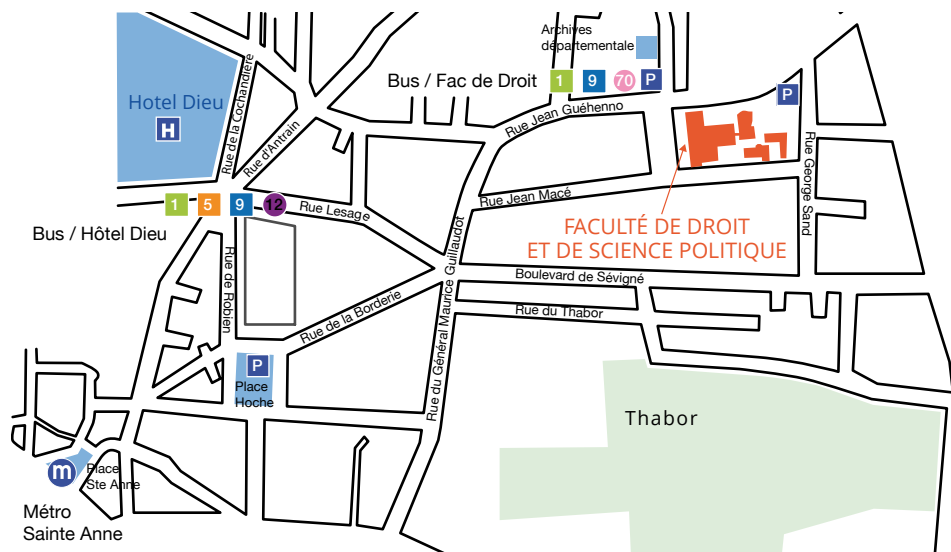 Archives
départementale
Bus / Fac de Droit
1
9
70
P
Hotel Dieu
H
Rue de la Cochardière
Rue d'Antrain
Rue Jean Guéhenno
P
Rue George Sand
Rue Jean Macé
1
5
9
12
Rue Lesage
Bus / Hôtel Dieu
FACULTÉ DE DROIT
ET DE SCIENCE POLITIQUE
Rue de Robien
Rue du Général Maurice Guillaudot
Boulevard de Sévigné
Rue de la Borderie
Rue du Thabor
P
Place
Hoche
Thabor
m
Place
Ste Anne
Métro
Sainte Anne